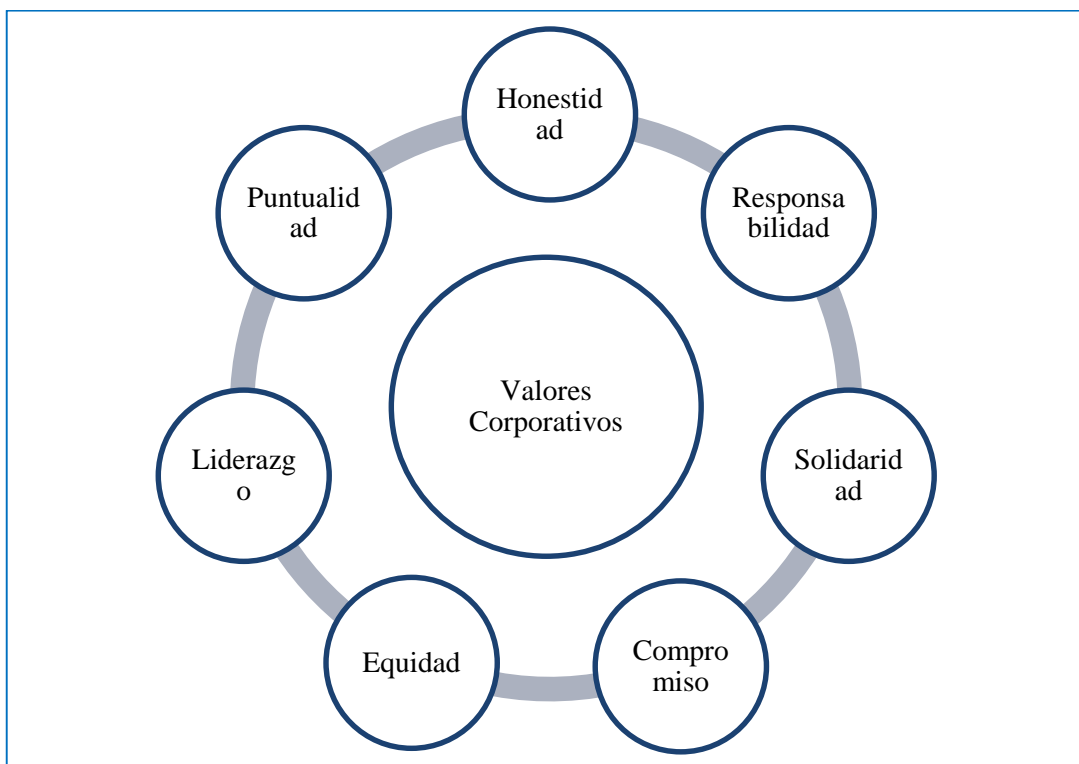 Honestid
ad
Responsa
bilidad
Solidarid
ad
Compro
miso
Equidad
Liderazg
o
Puntualid
ad
Valores
Corporativos